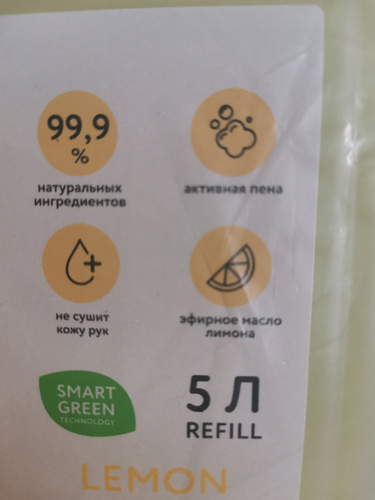 99,9
%
натуральных
ингредиентов
активная пена
не сушит
кожу рук
эфирное масло
лимона
SMART
GREEN
TECHNOLOGY
5 Л
REFILL
LEMON